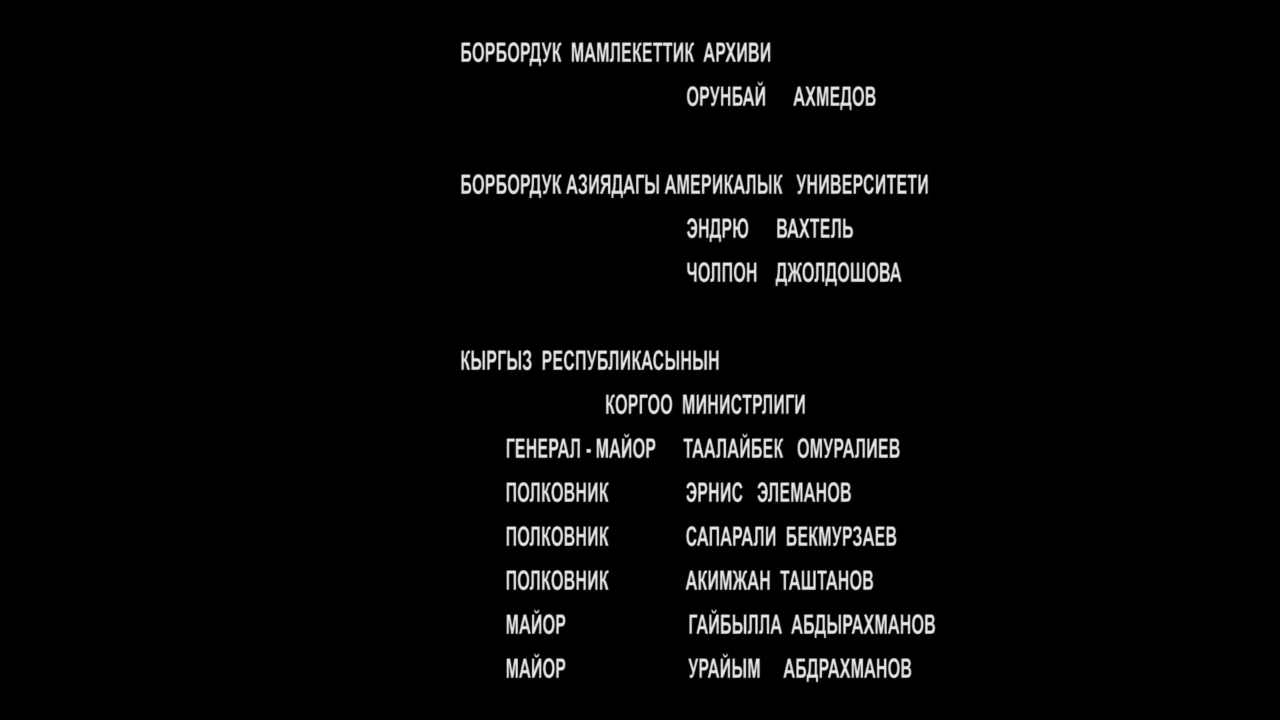 БОРБОРДУК МАМЛЕКЕТТИК АРХИВИ
ОРУНБАЙ АХМЕДОВ
БОРБОРДУК АЗИЯДАГЫ АМЕРИКАЛЫК УНИВЕРСИТЕТИ
ЭНДРЮ ВАХТЕЛЬ
ЧОЛПОН ДЖОЛДОШОВА
КЫРГЫЗ РЕСПУБЛИКАСЫНЫН
КОРГОО МИНИСТРЛИГИ
ГЕНЕРАЛ - МАЙОР ТААЛАЙБЕК ОМУРАЛИЕВ
ПОЛКОВНИК ЭРНИС ЭЛЕМАНОВ
ПОЛКОВНИК САПАРАЛИ БЕКМУРЗАЕВ
ПОЛКОВНИК АКИМЖАН ТАШТАНОВ
МАЙОР ГАЙБЫЛЛА АБДЫРАХМАНОВ
МАЙОР УРАЙЫМ АБДРАХМАНОВ